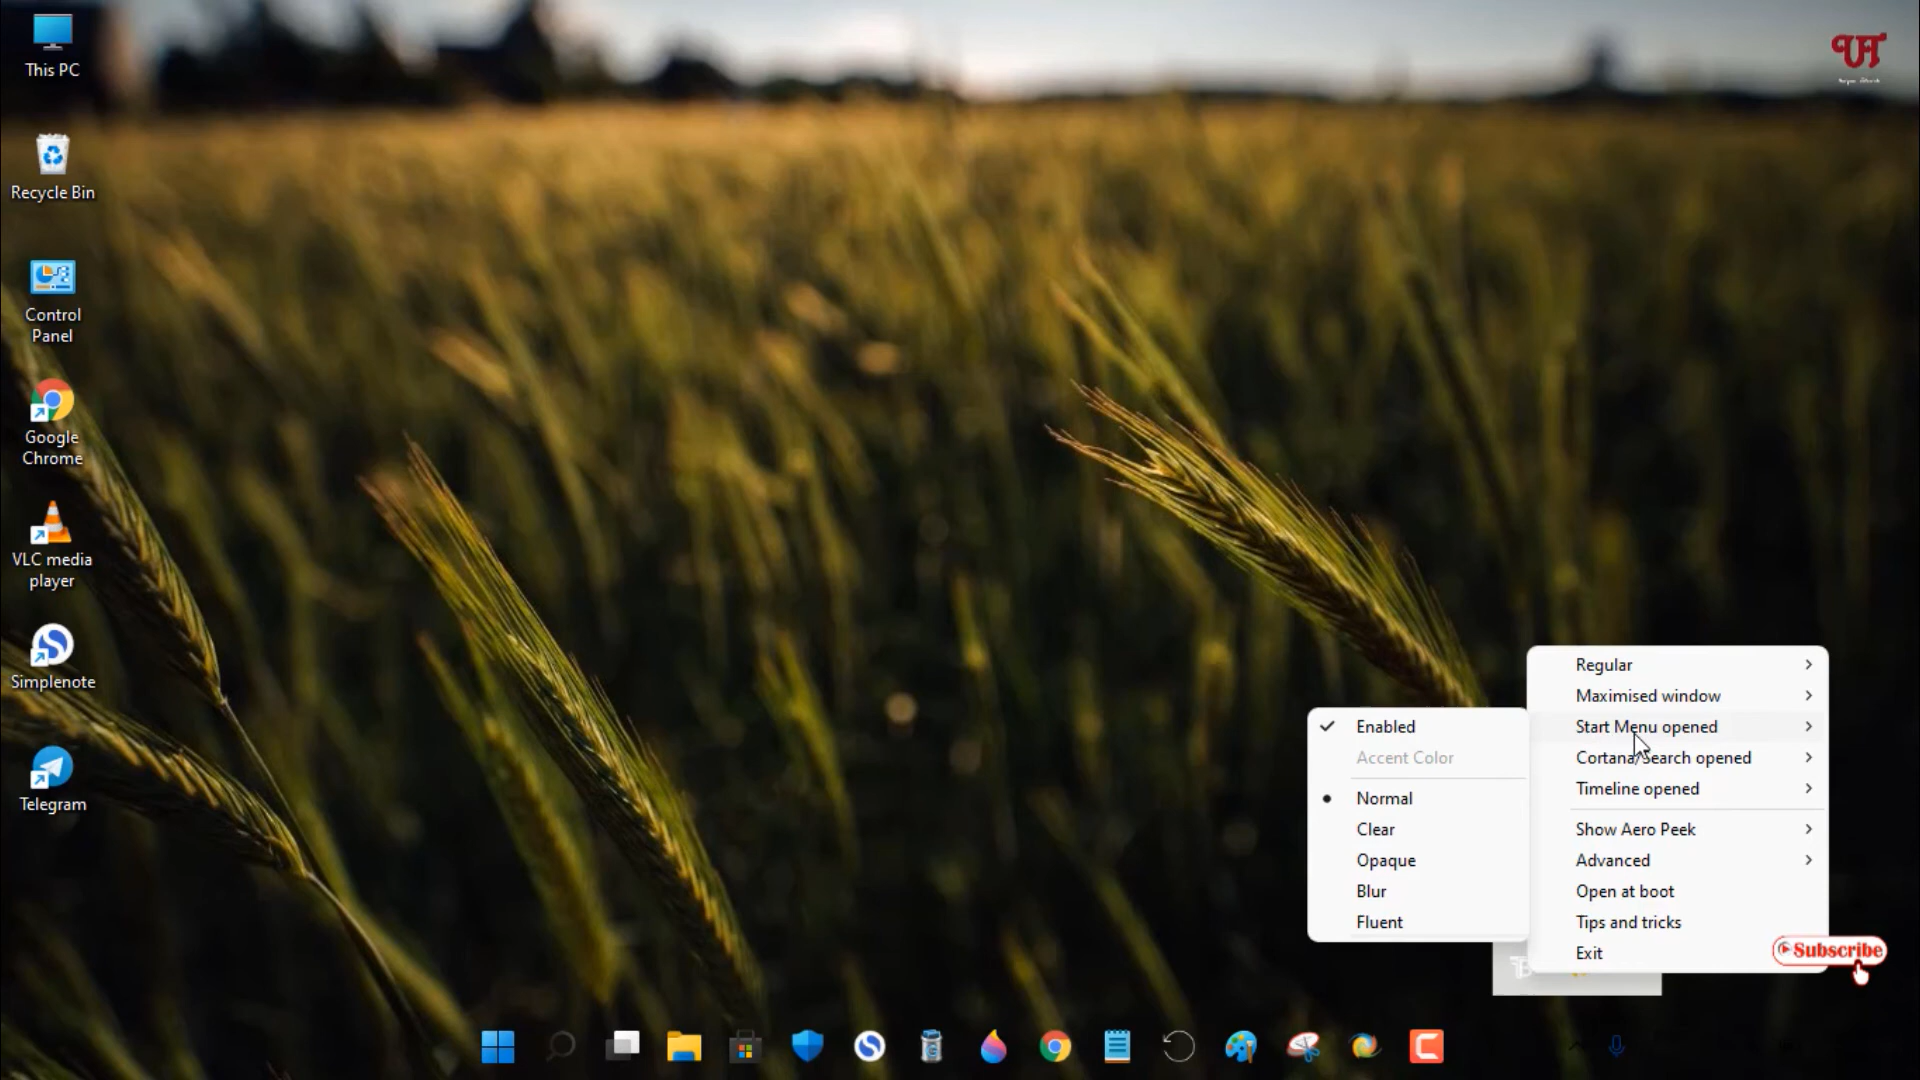 This PC
Recycle Bin
Control
Panel
Google
Chrome
VLC media
player
Simplenote
Telegram
UT
Regular
Maximised window
Start Menu opened
Cortana/Search opened
Timeline opened
Show Aero Peek
Advanced
Open at boot
Tips and tricks
Exit
Enabled
Accent Color
Normal
Clear
Opaque
Blur
Fluent
Subscribe